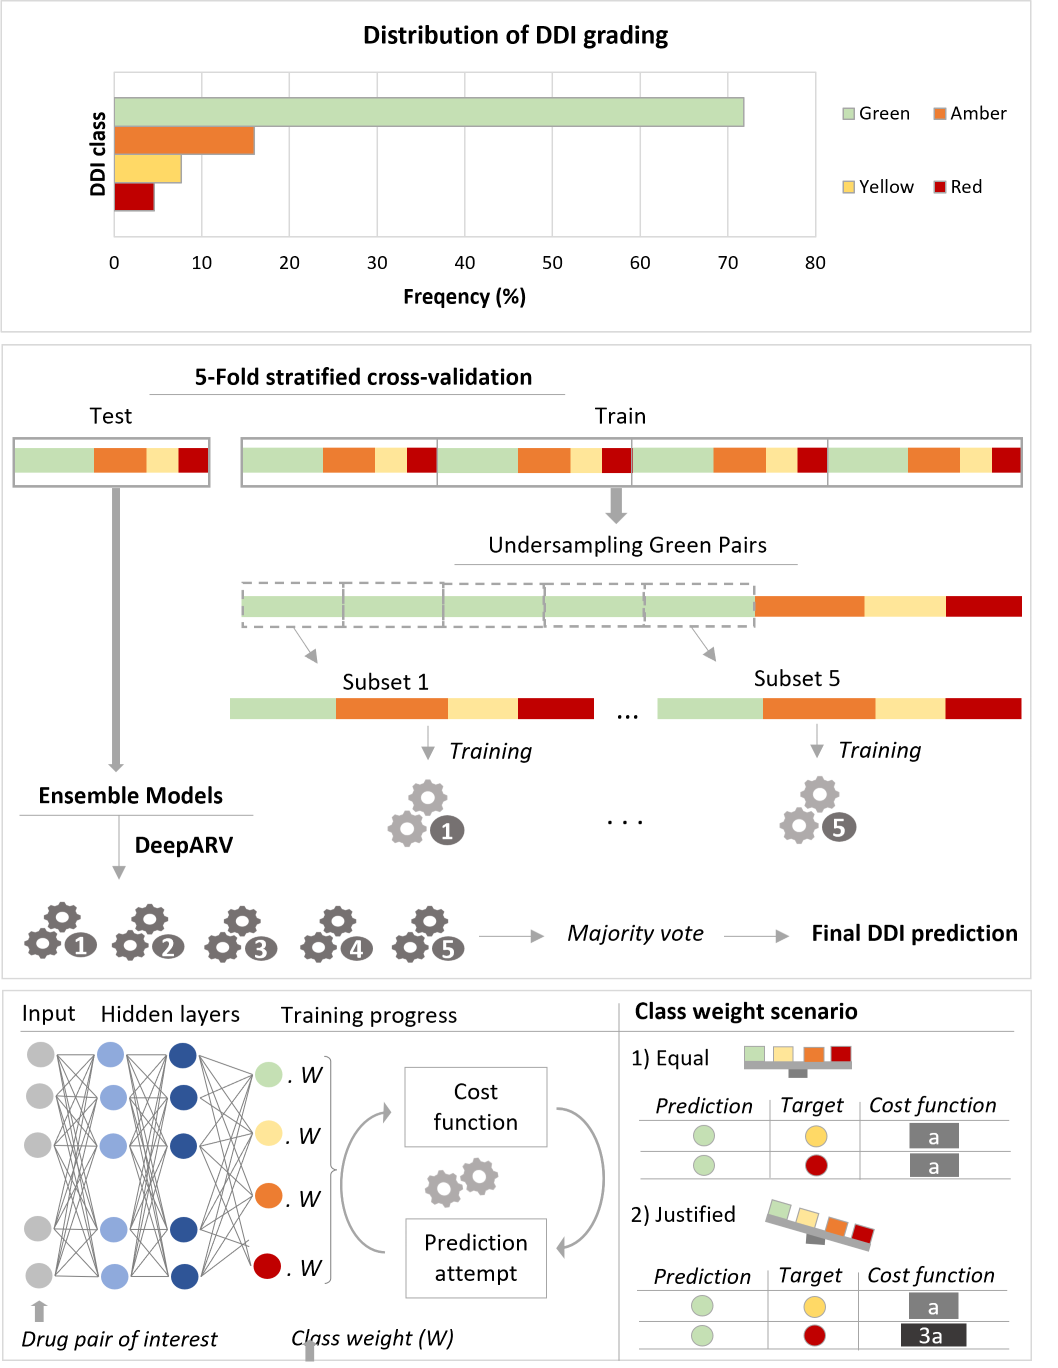 Distribution of DDI grading
DDI class
Green
Amber
Yellow
Red
0 10 20 30 40 50 60 70 80
Freqency (%)
5-Fold stratified cross-validation
Test
Train
Undersampling Green Pairs
Subset 1
Subset 5
...
Training
Training
1
...
5
Ensemble Models
DeepARV
1
2
3
4
5
Majority vote
Final DDI prediction
Input
Hidden layers
Training progress
. W
. W
. W
. W
Cost
function
Prediction
attempt
Drug pair of interest
Class weight (W)
Class weight scenario
1) Equal
Prediction Target Cost function
a
a
2) Justified
Prediction Target Cost function
a
3a